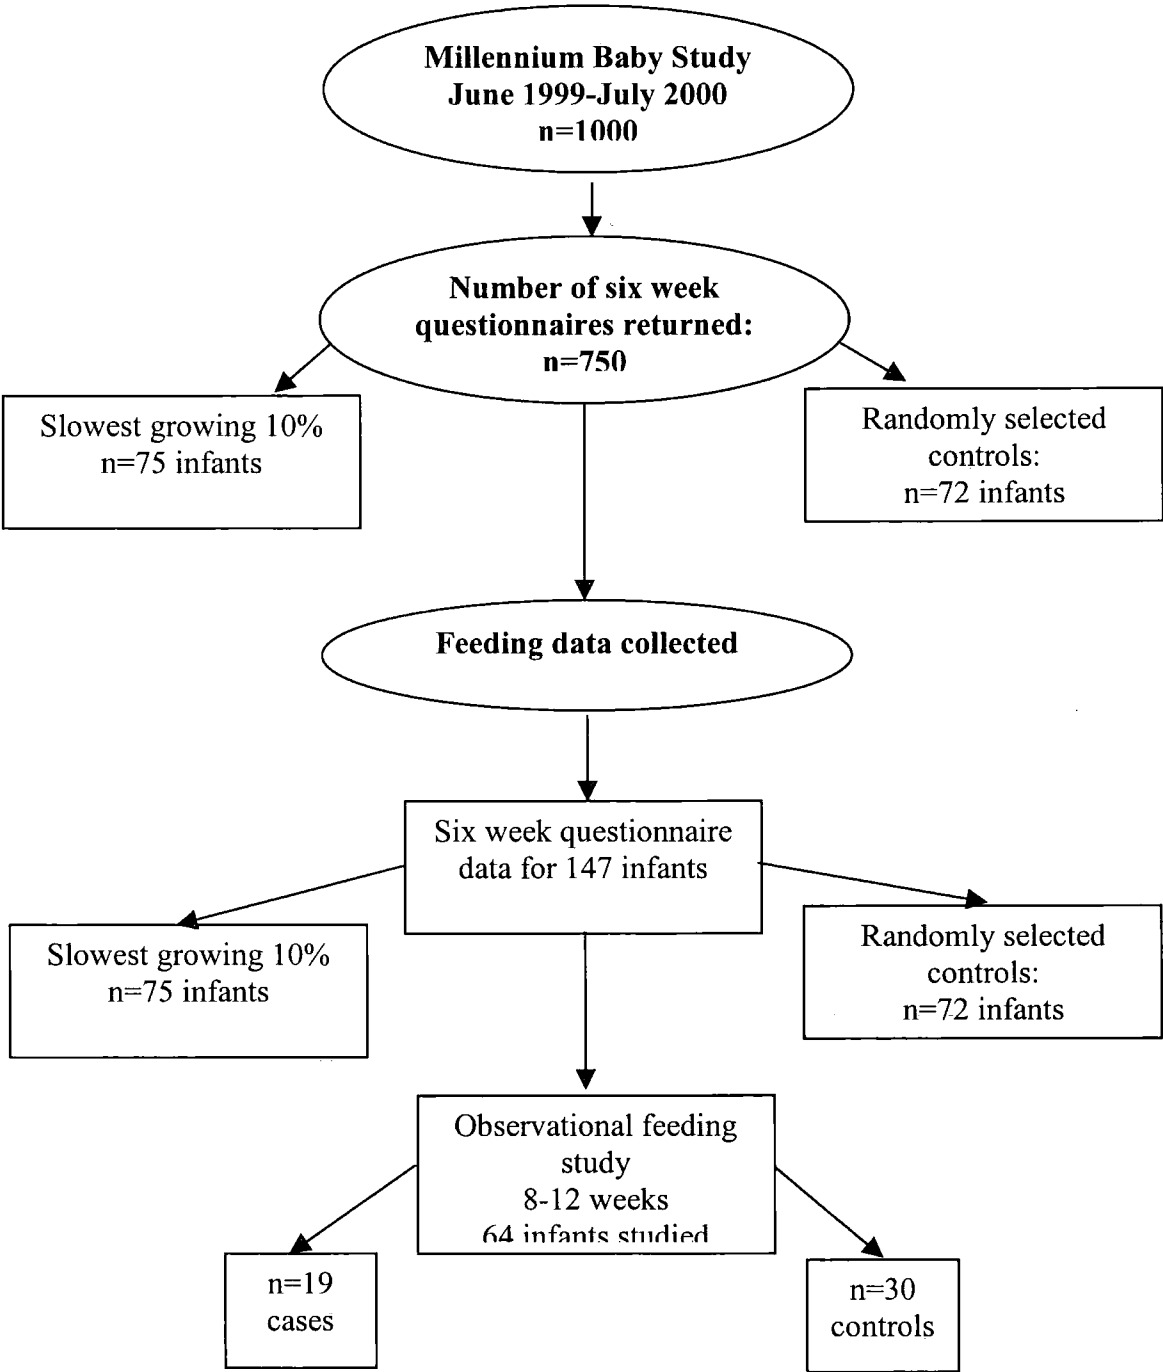 Millennium Baby Study
June 1999-July 2000
n=1000
Number of six week
questionnaires returned:
n=750
Slowest growing 10%
n=75 infants
Randomly selected
controls:
n=72 infants
Feeding data collected
Six week questionnaire
data for 147 infants
Slowest growing 10%
n=75 infants
Randomly selected
controls:
n=72 infants
Observational feeding
study
8-12 weeks
64 infants studied
n=19
cases
n=30
controls